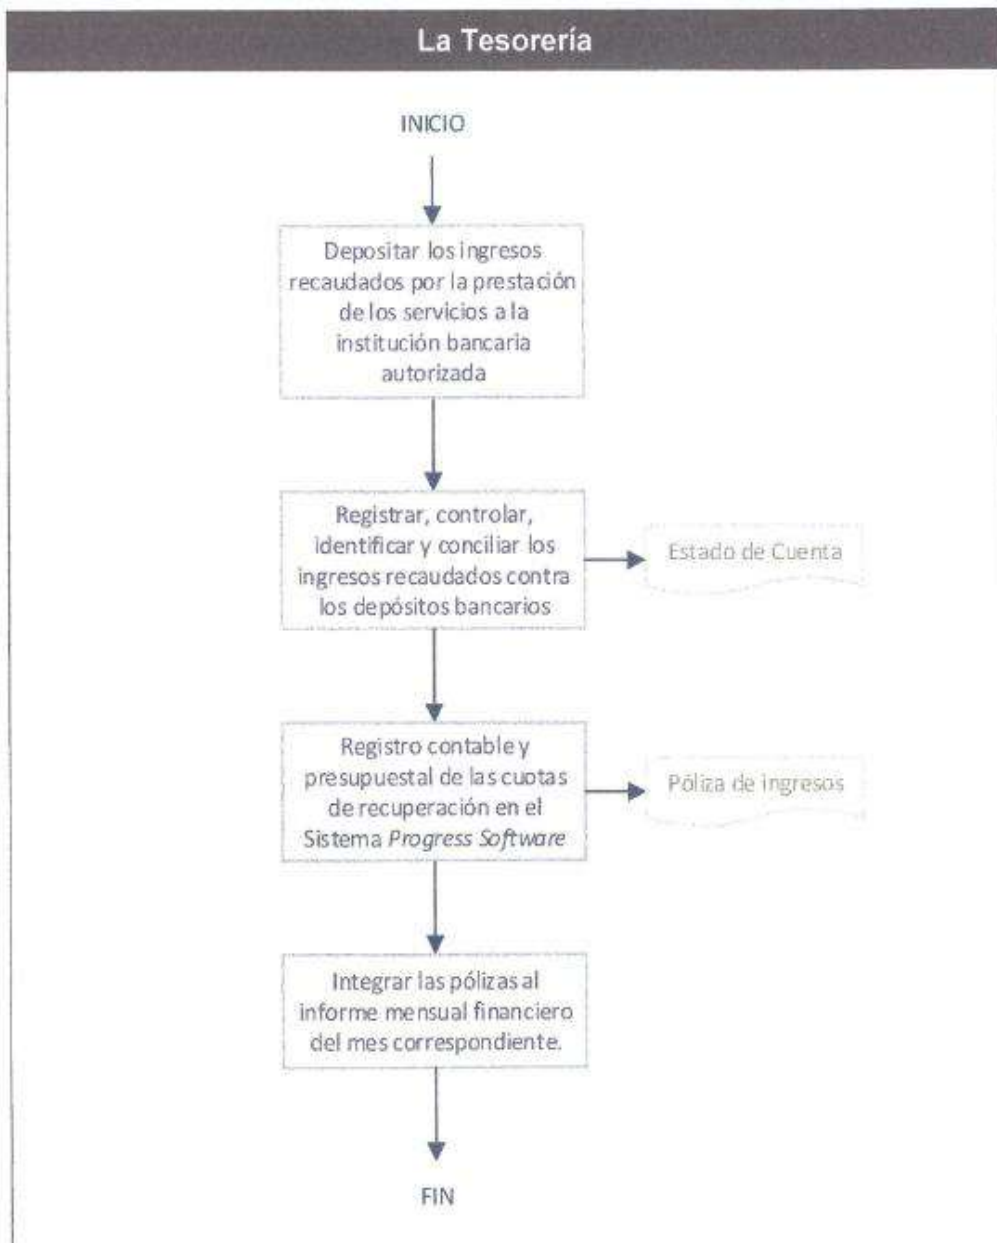 La Tesorería
INICIO
Depositar los ingresos
recaudados por la prestación
de los servicios a la
institución bancaria
autorizada
Registrar, controlar,
identificar y conciliar los
ingresos recaudados contra
los depósitos bancarios
Estado de Cuenta
Registro contable y
presupuestal de las cuotas
de recuperación en el
Sistema Progress Software
Póliza de ingresos
Integrar las pólizas al
informe mensual financiero
del mes correspondiente.
FIN